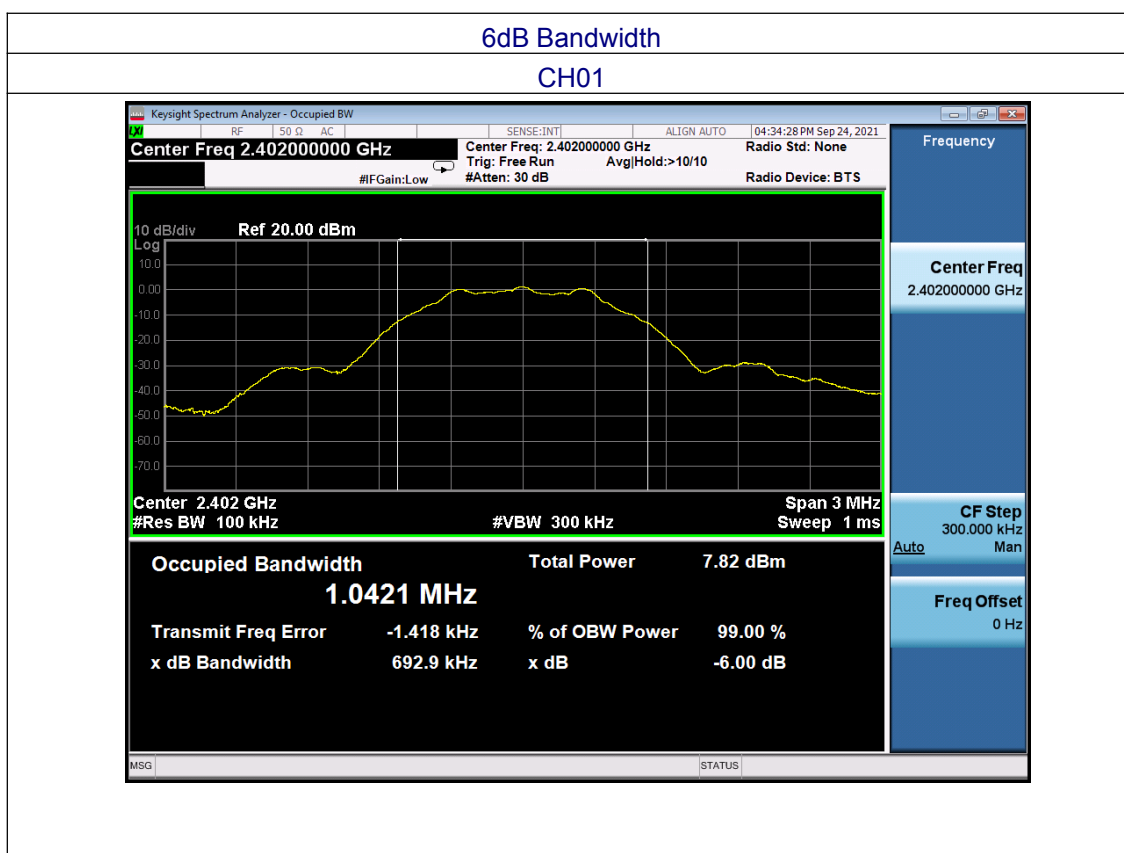 6dB Bandwidth
CH01
Keysight Spectrum Analyzer - Occupied BW
LXI RF 50 Ω AC SENSE:INT ALIGN AUTO 04:34:28 PM Sep 24, 2021
Center Freq 2.402000000 GHz Center Freq: 2.402000000 GHz Radio Std: None
Trig: Free Run Avg|Hold:>10/10
#IFGain:Low #Atten: 30 dB Radio Device: BTS
Frequency
10 dB/div Ref 20.00 dBm
Log
10.0
0.00
-10.0
-20.0
-30.0
-40.0
-50.0
-60.0
-70.0
Center 2.402 GHz Span 3 MHz
#Res BW 100 kHz #VBW 300 kHz Sweep 1 ms
Center Freq
2.402000000 GHz
CF Step
300.000 kHz
Auto Man
Freq Offset
0 Hz
Occupied Bandwidth Total Power 7.82 dBm
1.0421 MHz
Transmit Freq Error -1.418 kHz % of OBW Power 99.00 %
x dB Bandwidth 692.9 kHz x dB -6.00 dB
MSG STATUS